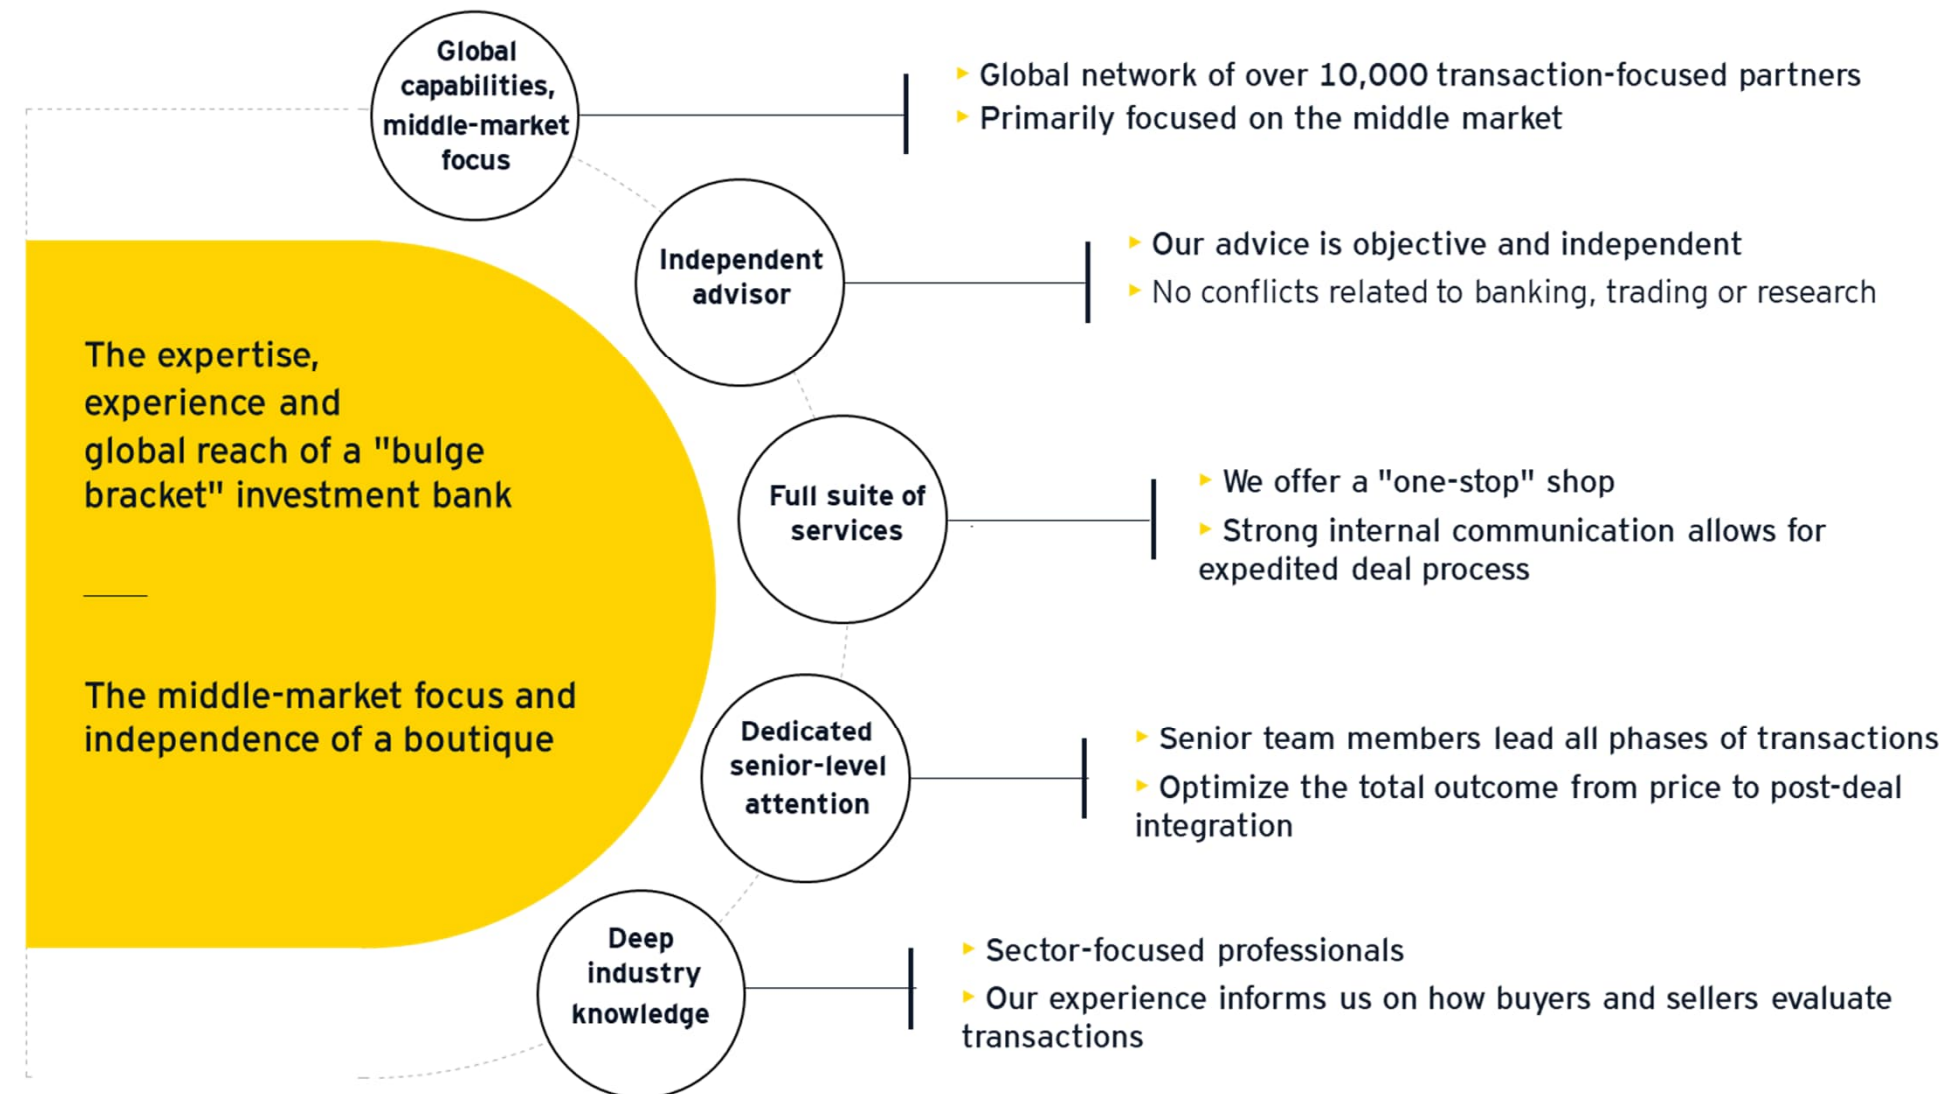 The expertise,
experience and
global reach of a "bulge
bracket" investment bank
The middle-market focus and
independence of a boutique
Global
capabilities,
middle-market
focus
▸ Global network of over 10,000 transaction-focused partners
▸ Primarily focused on the middle market
Independent
advisor
▸ Our advice is objective and independent
▸ No conflicts related to banking, trading or research
Full suite of
services
▸ We offer a "one-stop" shop
▸ Strong internal communication allows for
expedited deal process
Dedicated
senior-level
attention
▸ Senior team members lead all phases of transactions
▸ Optimize the total outcome from price to post-deal
integration
Deep
industry
knowledge
▸ Sector-focused professionals
▸ Our experience informs us on how buyers and sellers evaluate
transactions